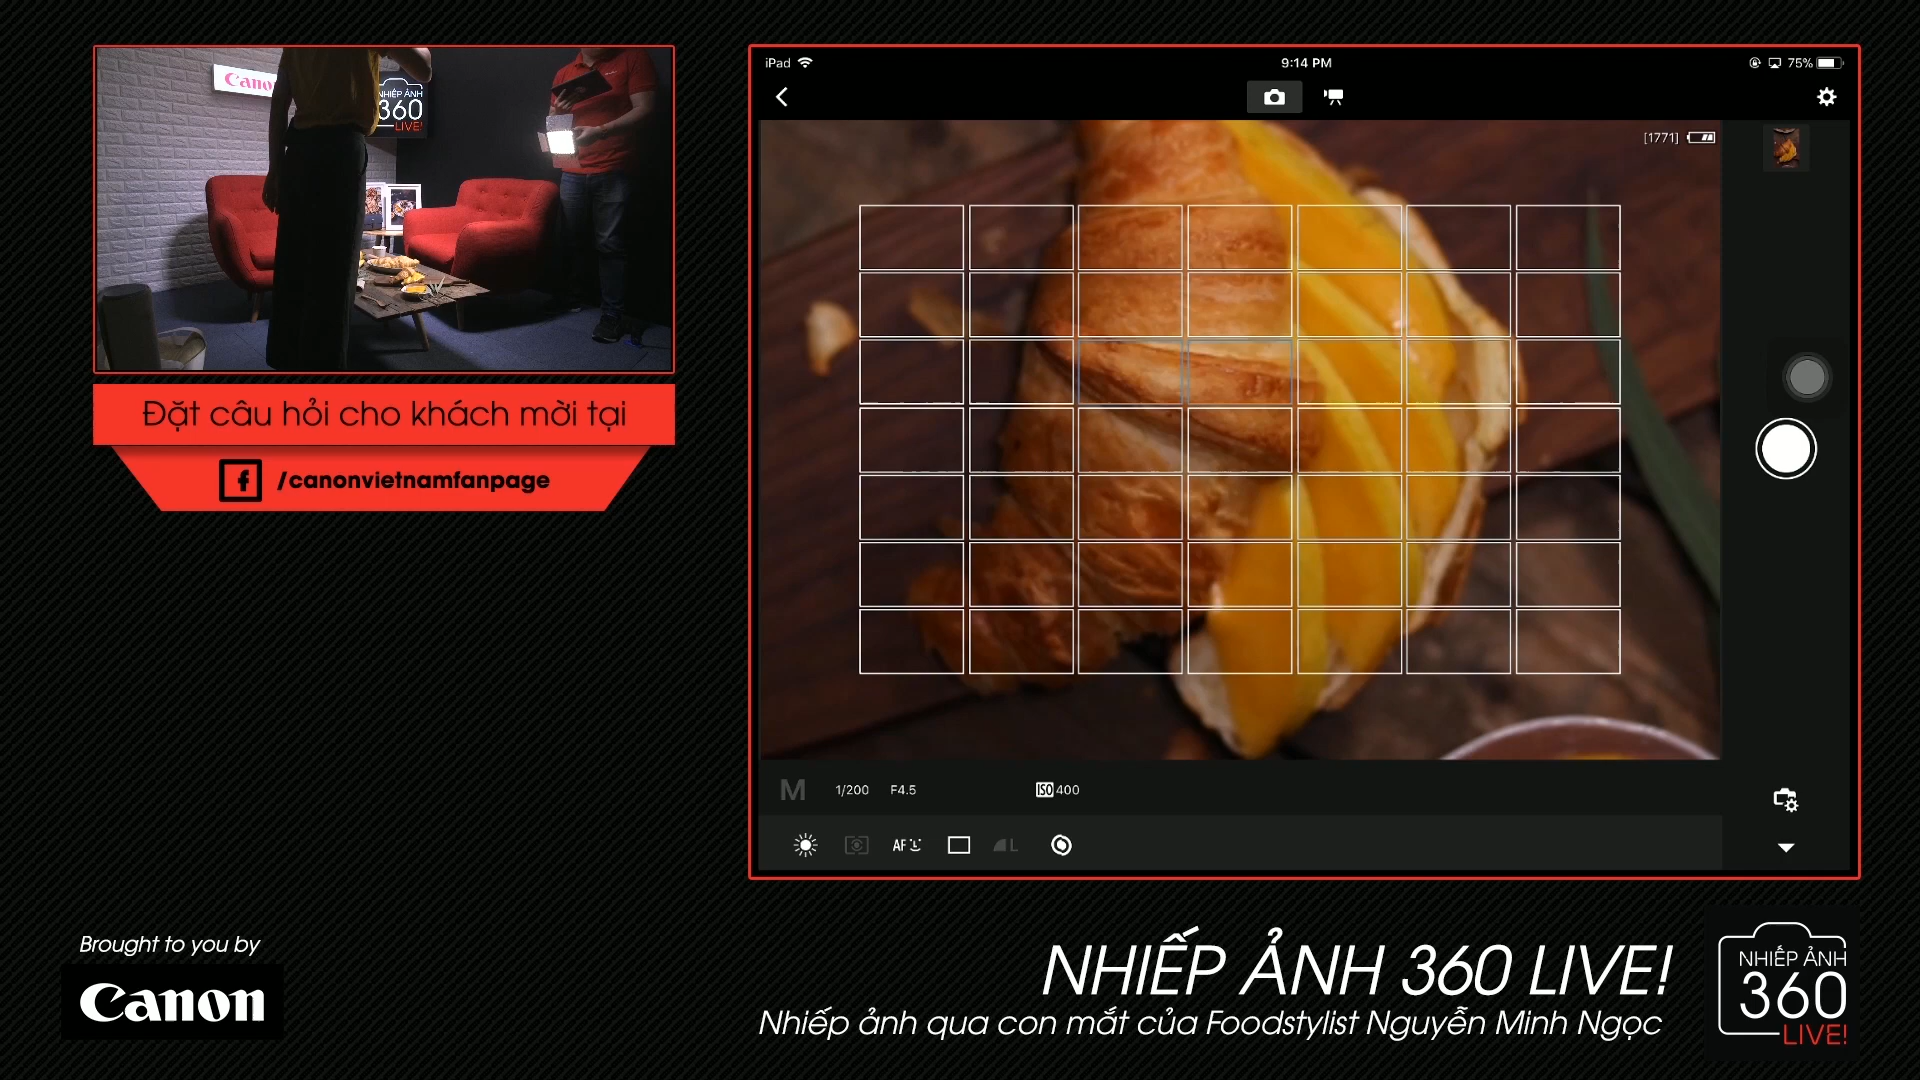 Canon
NHIẾP ẢNH
360
LIVE!
Đặt câu hỏi cho khách mời tại
f /canonvietnamfanpage
iPad
9:14 PM
75%
[1771]
M 1/200 F4.5 ISO 400
AF
L
Brought to you by
Canon
NHIẾP ẢNH 360 LIVE!
Nhiếp ảnh qua con mắt của Foodstylist Nguyễn Minh Ngọc
NHIẾP ẢNH
360
LIVE!